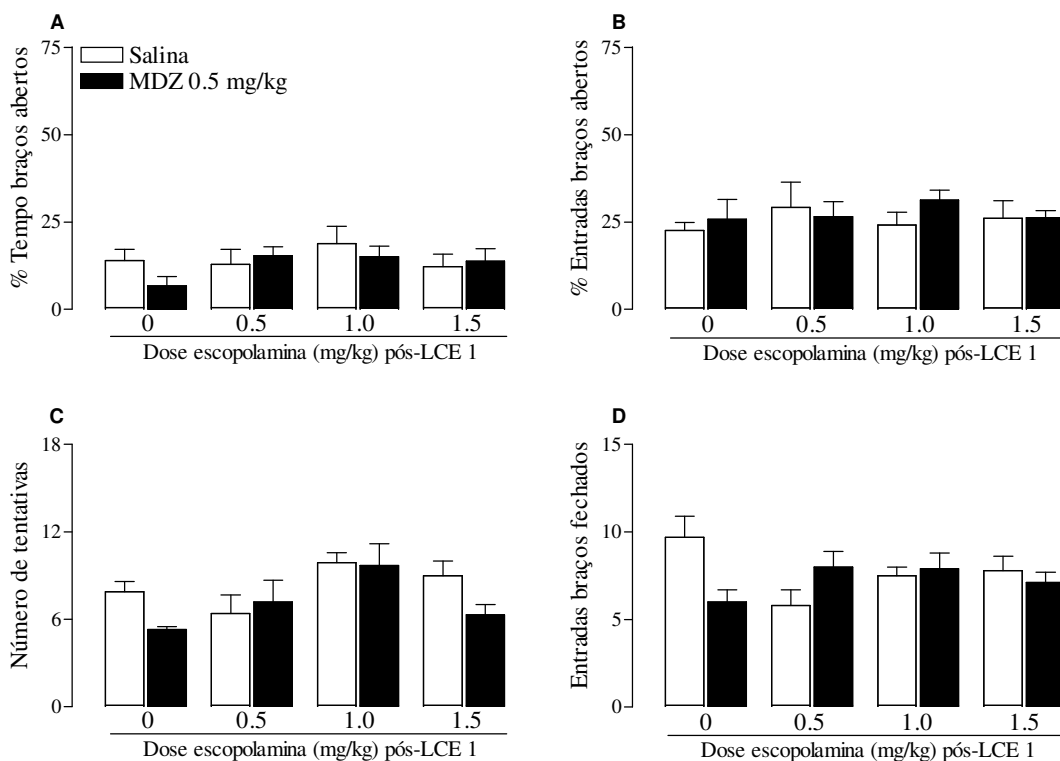 A
Salina
MDZ 0.5 mg/kg
% Tempo braços abertos
75
50
25
0
0 0.5 1.0 1.5
Dose escopolamina (mg/kg) pós-LCE 1
B
% Entradas braços abertos
75
50
25
0
0 0.5 1.0 1.5
Dose escopolamina (mg/kg) pós-LCE 1
C
Número de tentativas
18
12
6
0
0 0.5 1.0 1.5
Dose escopolamina (mg/kg) pós-LCE 1
D
Entradas braços fechados
15
10
5
0
0 0.5 1.0 1.5
Dose escopolamina (mg/kg) pós-LCE 1